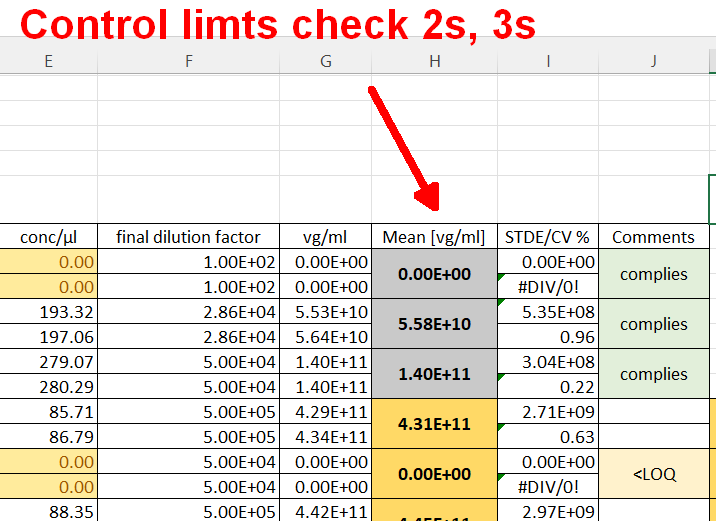 Control limts check 2s, 3s
E F G H I J
conc/µl final dilution factor vg/ml Mean [vg/ml] STDE/CV % Comments
0.00 1.00E+02 0.00E+00 0.00E+00 0.00E+00 complies
0.00 1.00E+02 0.00E+00 #DIV/0!
193.32 2.86E+04 5.53E+10 5.58E+10 5.35E+08 complies
197.06 2.86E+04 5.64E+10 0.96
279.07 5.00E+04 1.40E+11 1.40E+11 3.04E+08 complies
280.29 5.00E+04 1.40E+11 0.22
85.71 5.00E+05 4.29E+11 4.31E+11 2.71E+09
86.79 5.00E+05 4.34E+11 0.63
0.00 5.00E+04 0.00E+00 0.00E+00 0.00E+00 <LOQ
0.00 5.00E+04 0.00E+00 #DIV/0!
88.35 5.00E+05 4.42E+11 2.97E+09